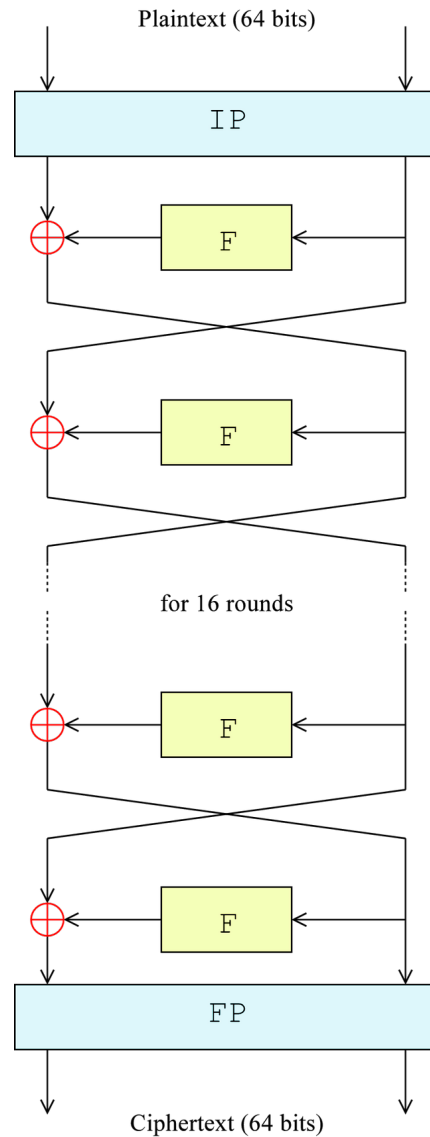 Plaintext (64 bits)
IP
F
F
for 16 rounds
F
F
FP
Ciphertext (64 bits)